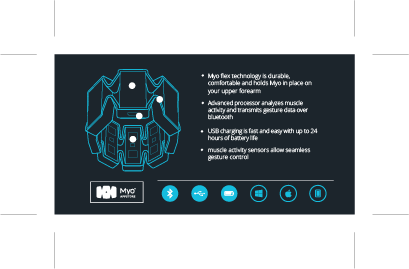 Myo flex technology is durable,
comfortable and holds Myo in place on
your upper forearm
Advanced processor analyzes muscle
activity and transmits gesture data over
bluetooth
USB charging is fast and easy with up to 24
hours of battery life
muscle activity sensors allow seamless
gesture control
Myo